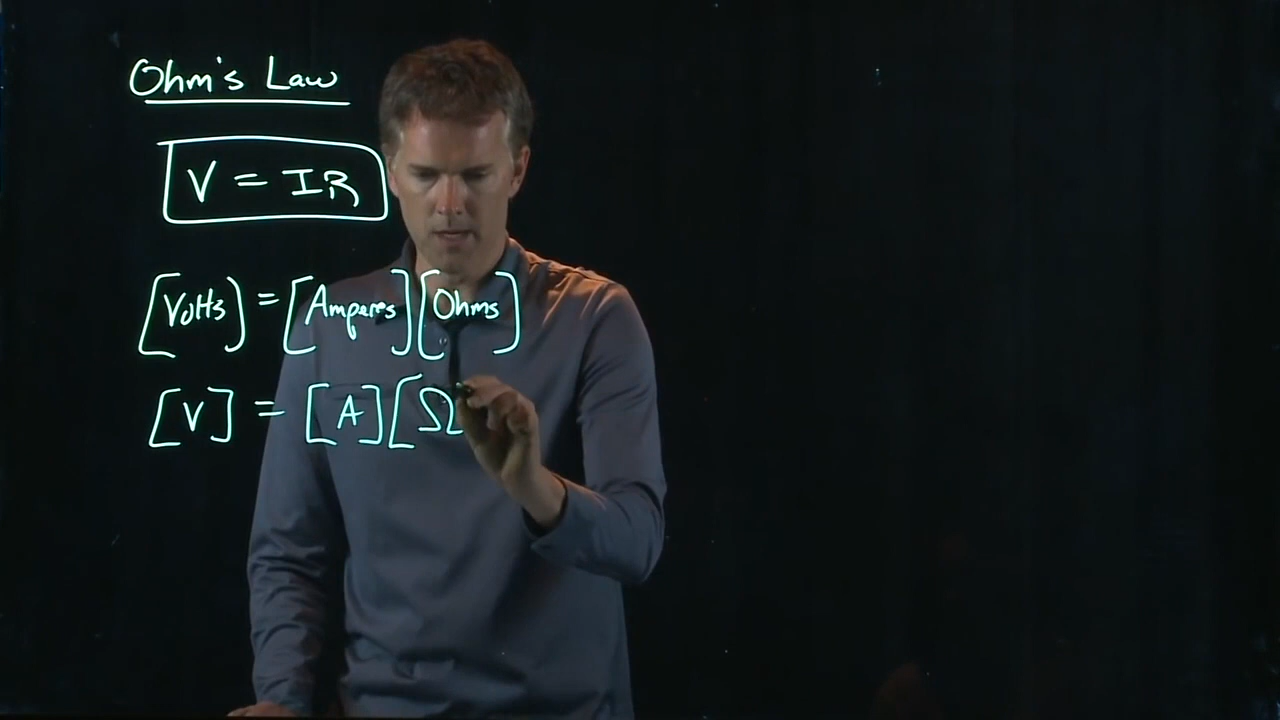 Ohm's Law
V = IR
[Volts] = [Amperes][Ohms]
[V] = [A][Ω